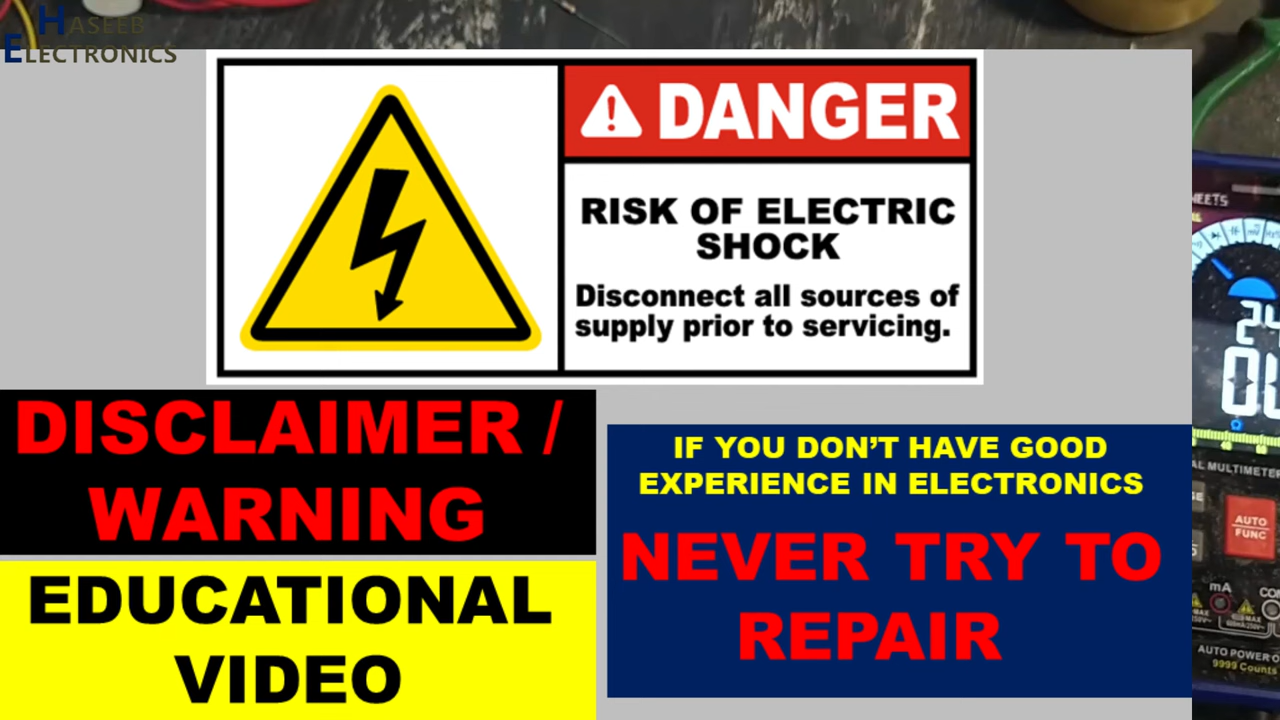 HASEEB
ELECTRONICS
DANGER
RISK OF ELECTRIC
SHOCK
Disconnect all sources of
supply prior to servicing.
DISCLAIMER /
WARNING
EDUCATIONAL
VIDEO
IF YOU DON'T HAVE GOOD
EXPERIENCE IN ELECTRONICS
NEVER TRY TO
REPAIR
AUTO
FUNC
mA
AUTO POWER O
9999 Counts